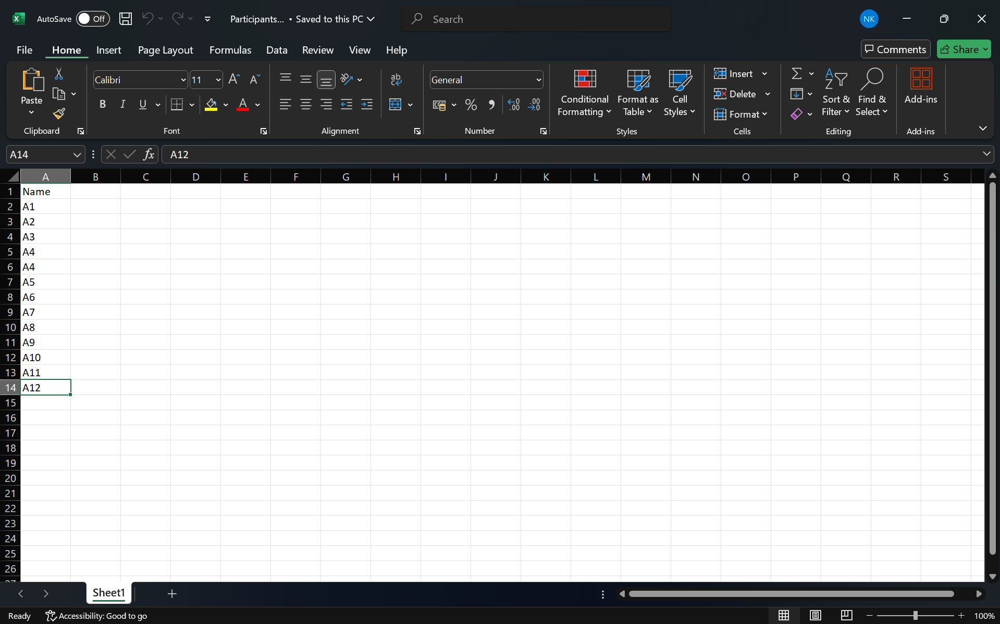 AutoSave Off Participants... • Saved to this PC Search NK
File Home Insert Page Layout Formulas Data Review View Help Comments Share
Paste Calibri 11 General Conditional Formatting Format as Table Cell Styles Insert Delete Format Sort & Filter Find & Select Add-ins
B I U A ab c % .00
Clipboard Font Alignment Number Styles Cells Editing Add-ins
A14 fx A12
A B C D E F G H I J K L M N O P Q R S
1 Name
2 A1
3 A2
4 A3
5 A4
6 A4
7 A5
8 A6
9 A7
10 A8
11 A9
12 A10
13 A11
14 A12
15
16
17
18
19
20
21
22
23
24
25
26
Sheet1
Ready Accessibility: Good to go 100%